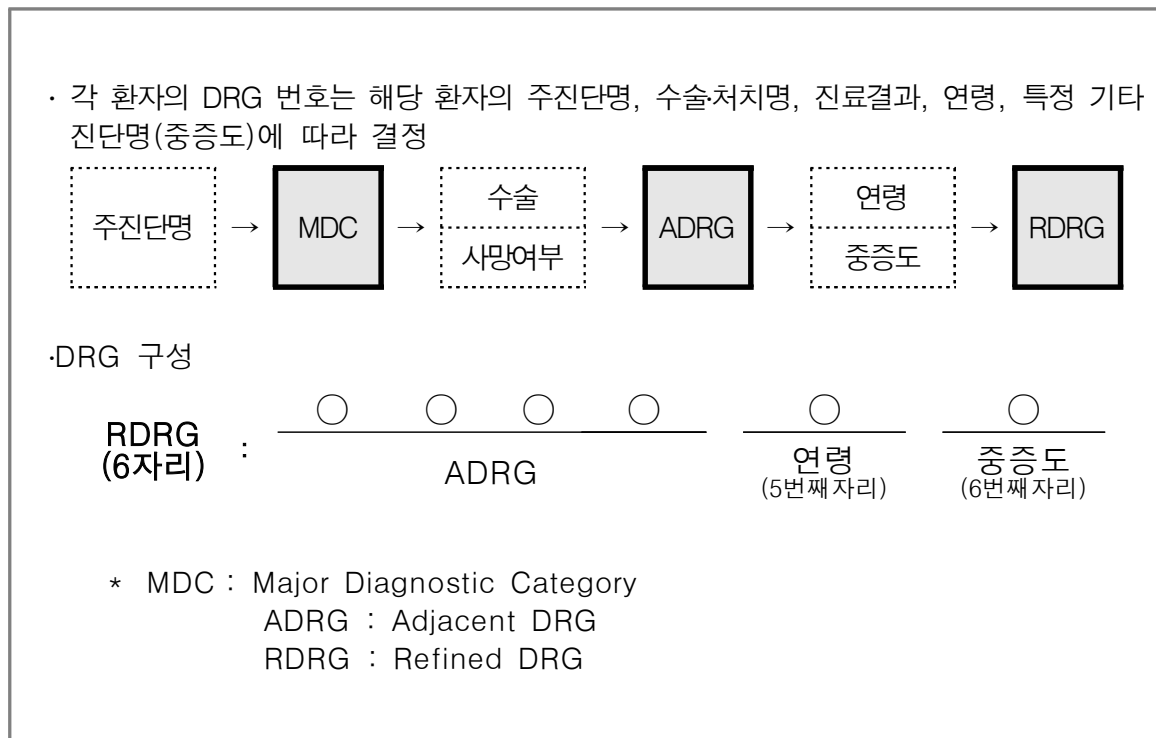 · 각 환자의 DRG 번호는 해당 환자의 주진단명, 수술·처치명, 진료결과, 연령, 특정 기타
진단명(중증도)에 따라 결정
주진단명 → MDC → 수술 사망여부 → ADRG → 연령 중증도 → RDRG
·DRG 구성
RDRG (6자리) : ○ ○ ○ ○ ○ ○
ADRG 연령 중증도
(5번째자리) (6번째자리)
* MDC : Major Diagnostic Category
ADRG : Adjacent DRG
RDRG : Refined DRG